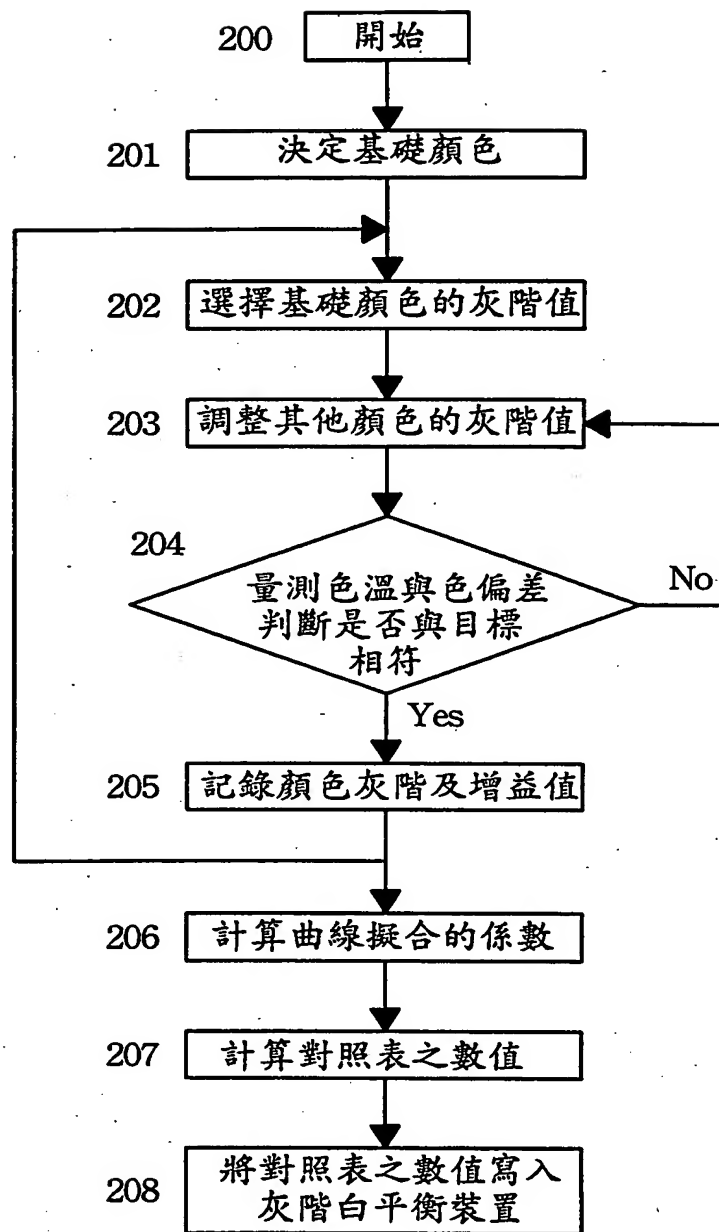 200 開始
201 決定基礎顏色
202 選擇基礎顏色的灰階值
203 調整其他顏色的灰階值
204
量測色溫與色偏差
判斷是否與目標
相符
No
Yes
205 記錄顏色灰階及增益值
206 計算曲線擬合的係數
207 計算對照表之數值
208 將對照表之數值寫入
灰階白平衡裝置